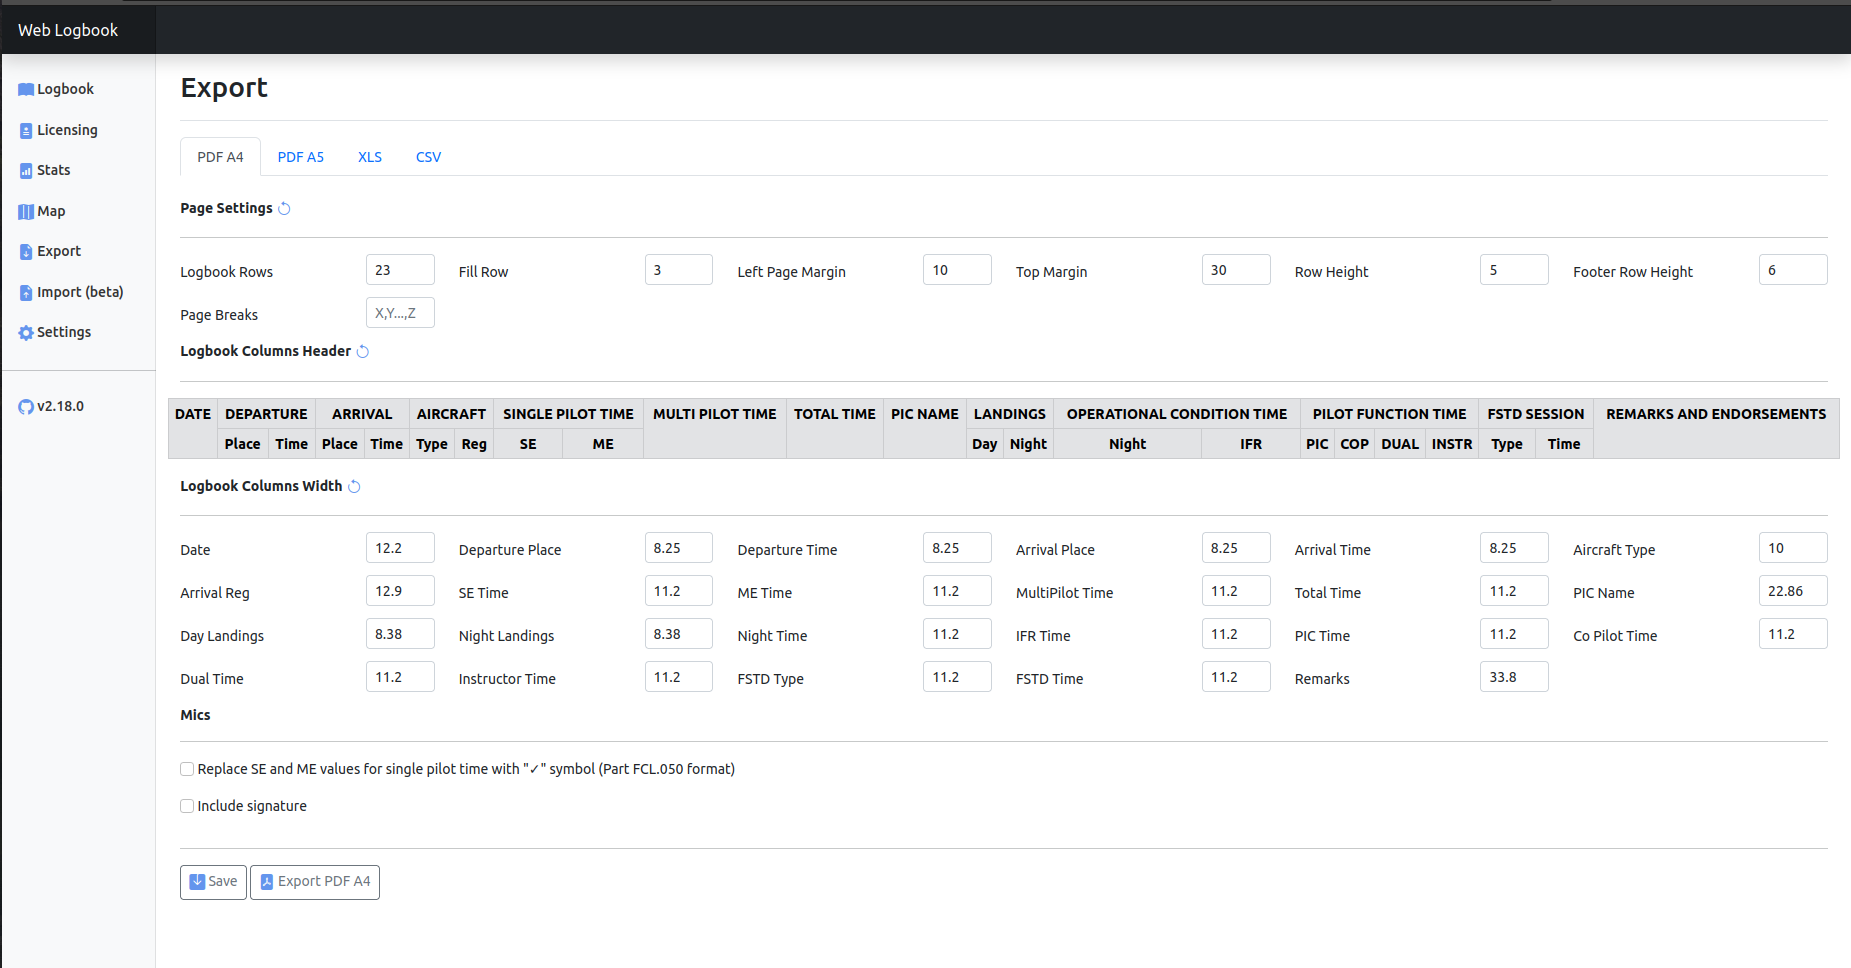 Web Logbook
Logbook
Licensing
Stats
Map
Export
Import (beta)
Settings
v2.18.0
Export
PDF A4 PDF A5 XLS CSV
Page Settings
Logbook Rows 23 Fill Row 3 Left Page Margin 10 Top Margin 30 Row Height 5 Footer Row Height 6
Page Breaks X,Y...,Z
Logbook Columns Header
DATE DEPARTURE ARRIVAL AIRCRAFT SINGLE PILOT TIME MULTI PILOT TIME TOTAL TIME PIC NAME LANDINGS OPERATIONAL CONDITION TIME PILOT FUNCTION TIME FSTD SESSION REMARKS AND ENDORSEMENTS
Place Time Place Time Type Reg SE ME Day Night Night IFR PIC COP DUAL INSTR Type Time
Logbook Columns Width
Date 12.2 Departure Place 8.25 Departure Time 8.25 Arrival Place 8.25 Arrival Time 8.25 Aircraft Type 10
Arrival Reg 12.9 SE Time 11.2 ME Time 11.2 MultiPilot Time 11.2 Total Time 11.2 PIC Name 22.86
Day Landings 8.38 Night Landings 8.38 Night Time 11.2 IFR Time 11.2 PIC Time 11.2 Co Pilot Time 11.2
Dual Time 11.2 Instructor Time 11.2 FSTD Type 11.2 FSTD Time 11.2 Remarks 33.8
Mics
Replace SE and ME values for single pilot time with "✓" symbol (Part FCL.050 format)
Include signature
Save Export PDF A4